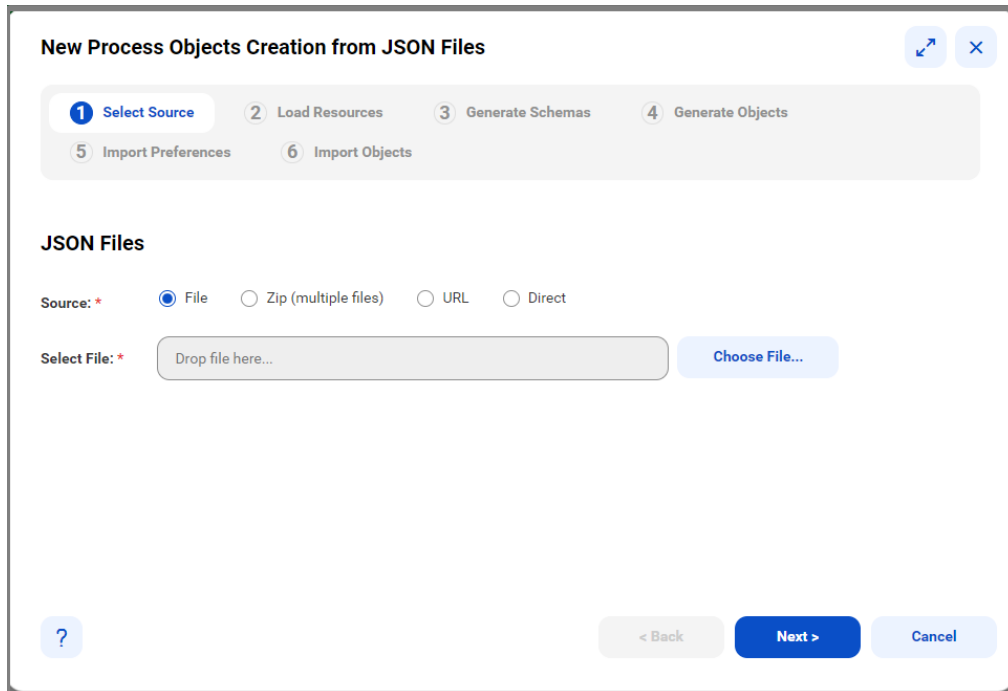 New Process Objects Creation from JSON Files
1 Select Source 2 Load Resources 3 Generate Schemas 4 Generate Objects
5 Import Preferences 6 Import Objects
JSON Files
Source: * File Zip (multiple files) URL Direct
Select File: * Drop file here... Choose File...
? < Back Next > Cancel